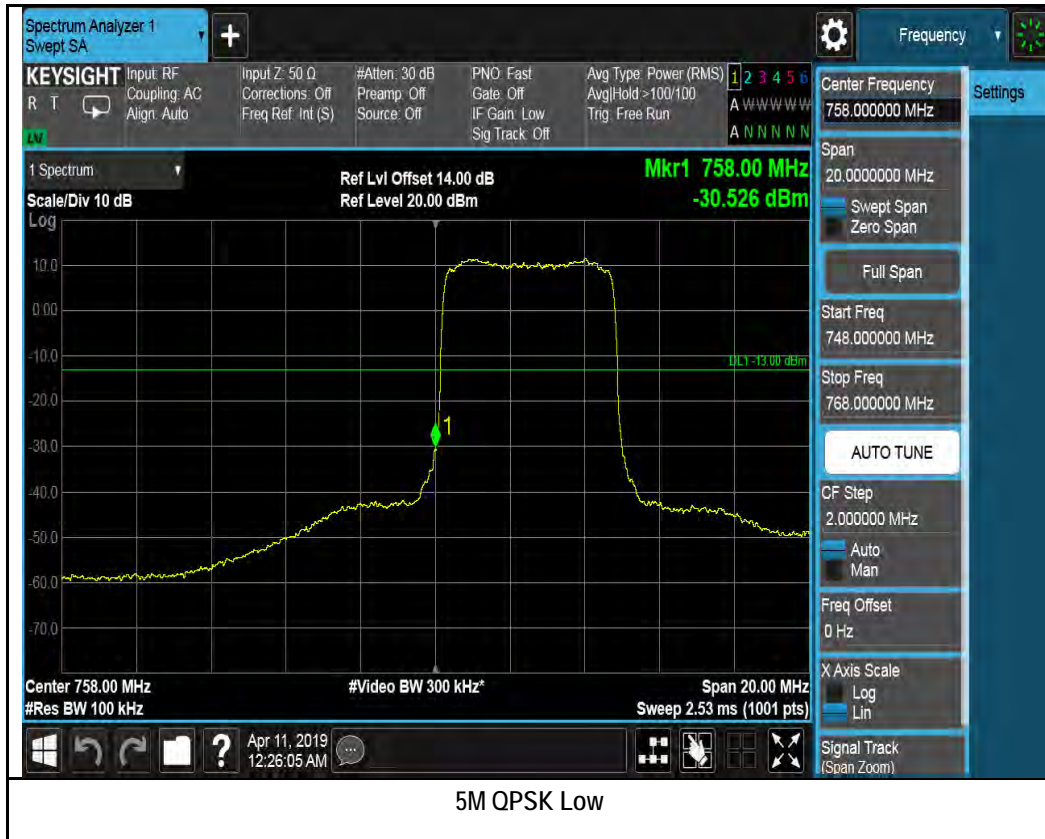 Spectrum Analyzer 1
Swept SA
+
Frequency
KEYSIGHT
R T
Input: RF
Coupling: AC
Align: Auto
Input Z: 50 Ω
Corrections: Off
Freq Ref: Int (S)
#Atten: 30 dB
Preamp: Off
Source: Off
PNO: Fast
Gate: Off
IF Gain: Low
Sig Track: Off
Avg Type: Power (RMS)
Avg|Hold >100/100
Trig: Free Run
1 2 3 4 5 6
A W W W W W
A N N N N N
Center Frequency
758.000000 MHz
Settings
1 Spectrum
Scale/Div 10 dB
Ref Lvl Offset 14.00 dB
Ref Level 20.00 dBm
Mkr1 758.00 MHz
-30.526 dBm
Span
20.0000000 MHz
Swept Span
Zero Span
Full Span
Start Freq
748.000000 MHz
Stop Freq
768.000000 MHz
AUTO TUNE
CF Step
2.000000 MHz
Auto
Man
Freq Offset
0 Hz
X Axis Scale
Log
Lin
Signal Track
(Span Zoom)
Log
10.0
0.00
-10.0
DL1 -13.00 dBm
-20.0
1
-30.0
-40.0
-50.0
-60.0
-70.0
Center 758.00 MHz
#Video BW 300 kHz*
Span 20.00 MHz
#Res BW 100 kHz
Sweep 2.53 ms (1001 pts)
?
Apr 11, 2019
12:26:05 AM
5M QPSK Low